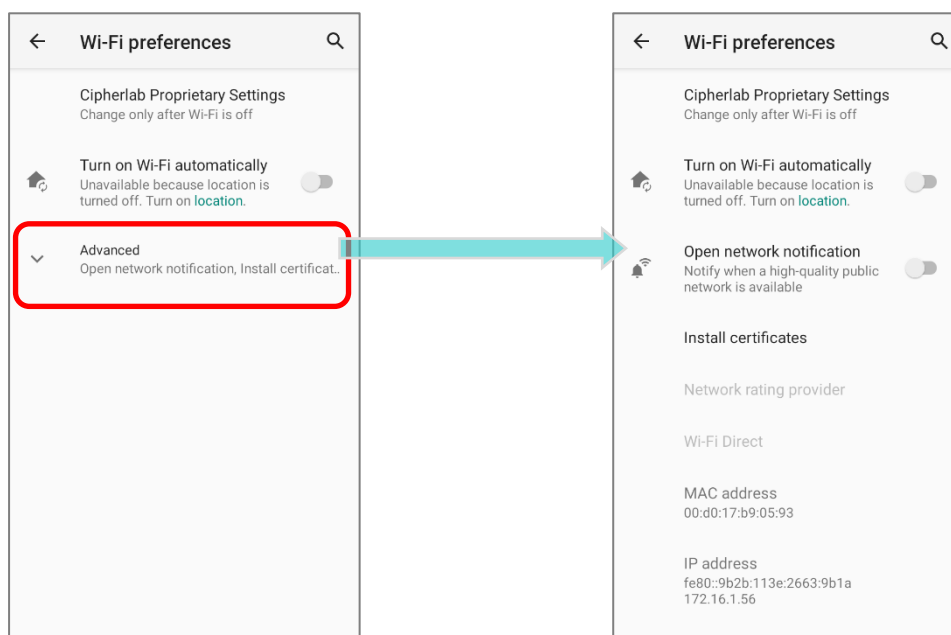 Wi-Fi preferences
Cipherlab Proprietary Settings
Change only after Wi-Fi is off
Turn on Wi-Fi automatically
Unavailable because location is
turned off. Turn on location.
Advanced
Open network notification, Install certificat..
Wi-Fi preferences
Cipherlab Proprietary Settings
Change only after Wi-Fi is off
Turn on Wi-Fi automatically
Unavailable because location is
turned off. Turn on location.
Open network notification
Notify when a high-quality public
network is available
Install certificates
Network rating provider
Wi-Fi Direct
MAC address
00:d0:17:b9:05:93
IP address
fe80::9b2b:113e:2663:9b1a
172.16.1.56